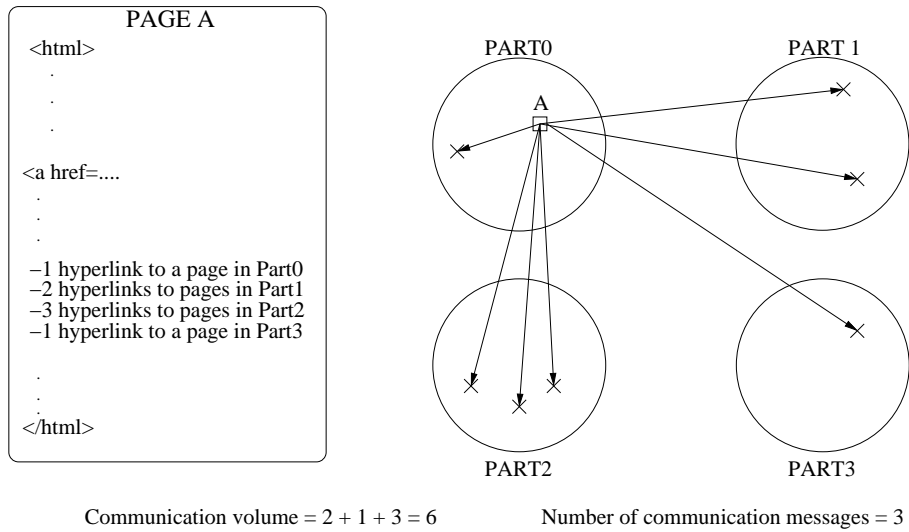 PAGE A
<html>
.
.
.
<a href=....
.
.
.
−1 hyperlink to a page in Part0
−2 hyperlinks to pages in Part1
−3 hyperlinks to pages in Part2
−1 hyperlink to a page in Part3
.
.
.
</html>
PART0
PART 1
A
PART2
PART3
Communication volume = 2 + 1 + 3 = 6
Number of communication messages = 3